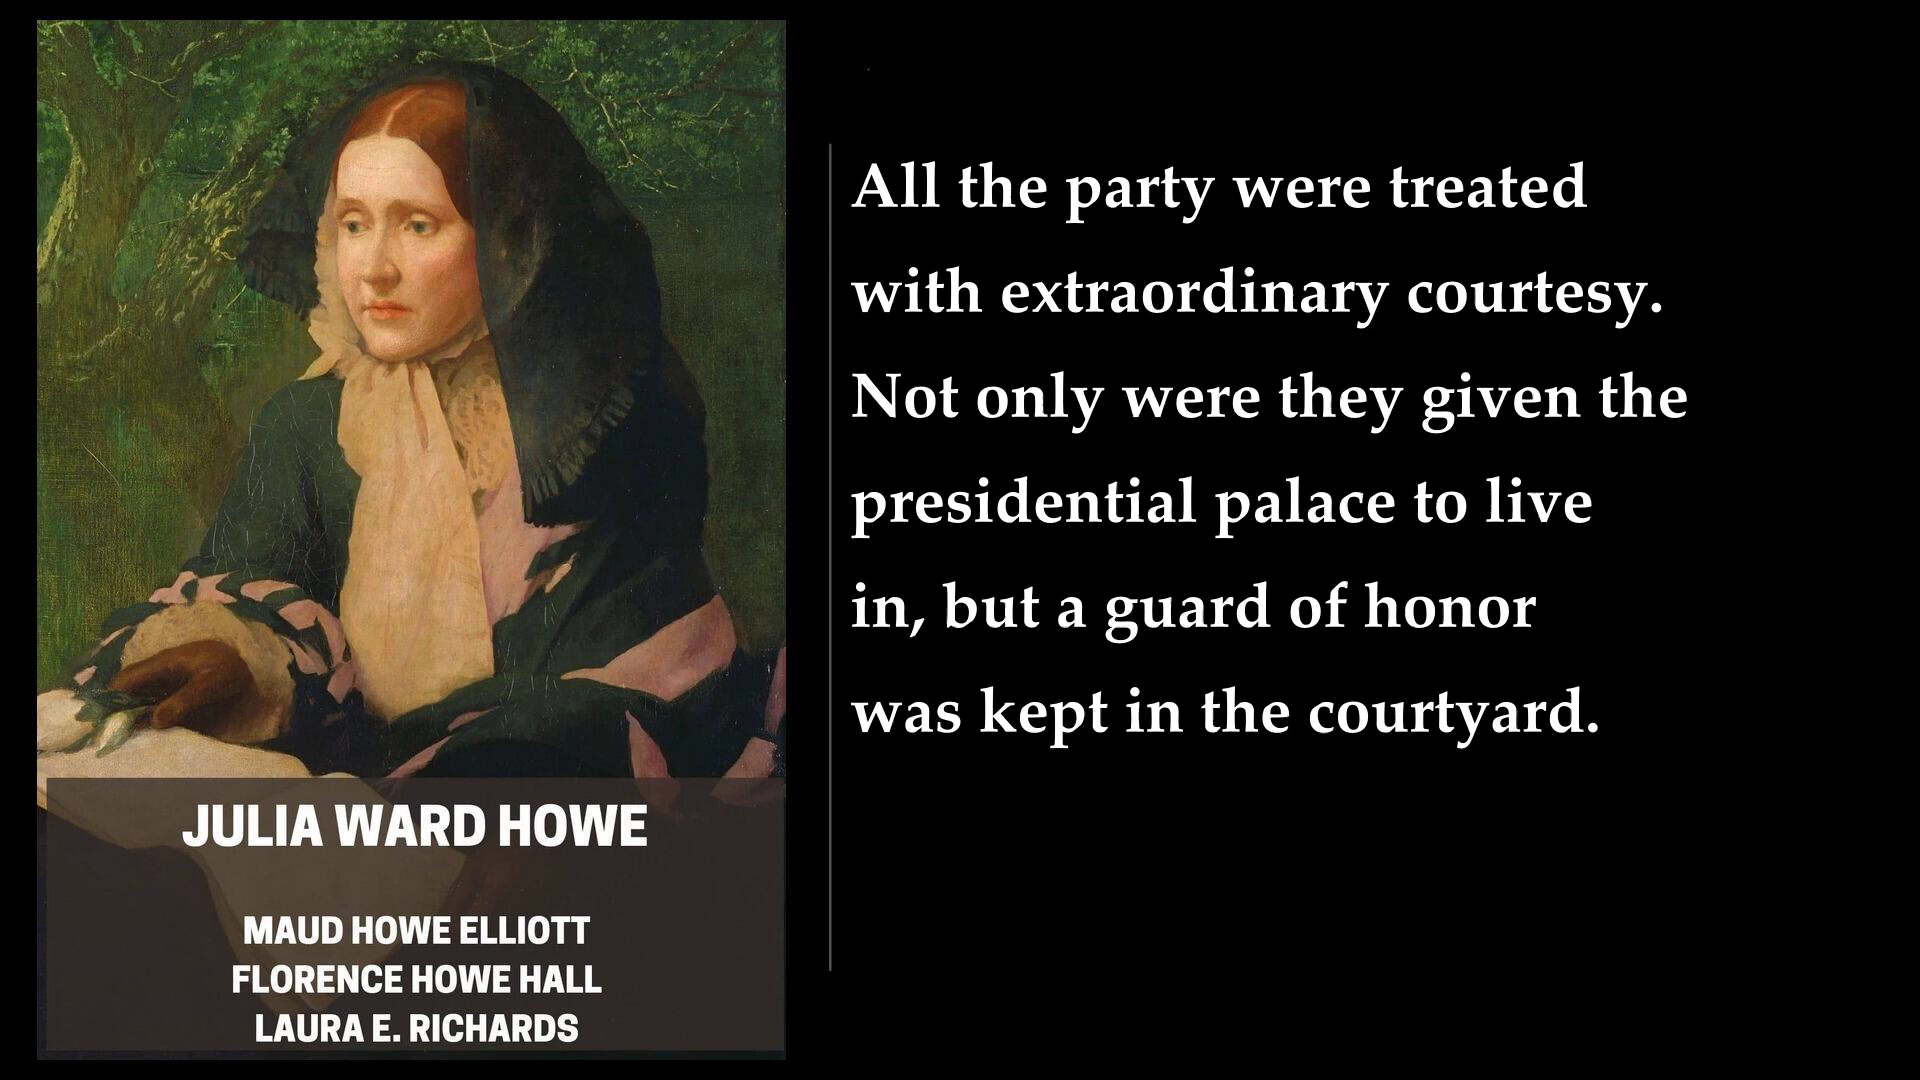 JULIA WARD HOWE
MAUD HOWE ELLIOTT
FLORENCE HOWE HALL
LAURA E. RICHARDS
All the party were treated
with extraordinary courtesy.
Not only were they given the
presidential palace to live
in, but a guard of honor
was kept in the courtyard.